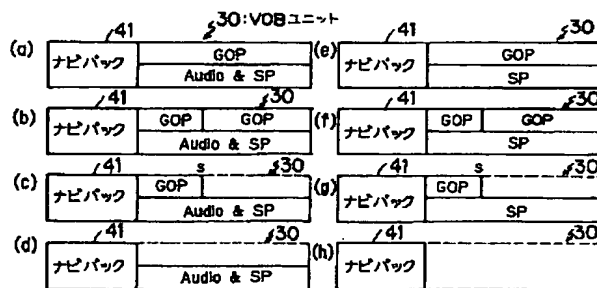 30:VOBユニット
(a) 41 ナビパック GOP Audio & SP
(e) 41 30 ナビパック GOP SP
(b) 41 30 ナビパック GOP GOP Audio & SP
(f) 41 30 ナビパック GOP GOP SP
(c) 41 s 30 ナビパック GOP Audio & SP
(g) 41 s 30 ナビパック GOP SP
(d) 41 30 ナビパック Audio & SP
(h) 41 30 ナビパック